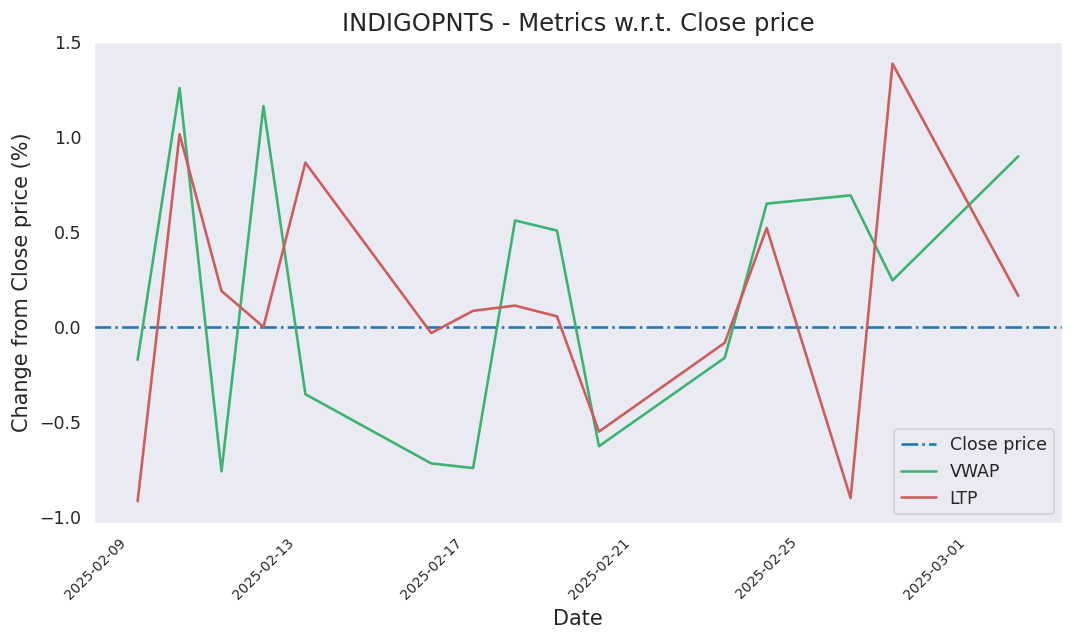 INDIGOPNTS - Metrics w.r.t. Close price
Change from Close price (%)
1.5
1.0
0.5
0.0
−0.5
−1.0
Close price
VWAP
LTP
2025-02-09
2025-02-13
2025-02-17
2025-02-21
2025-02-25
2025-03-01
Date